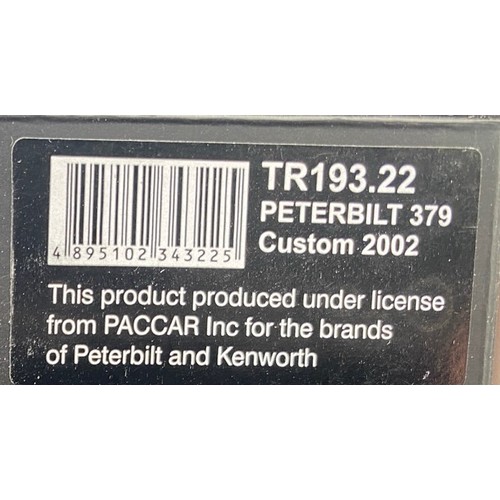 TR193.22
PETERBILT 379
Custom 2002
4 895102 343225
This product produced under license
from PACCAR Inc for the brands
of Peterbilt and Kenworth